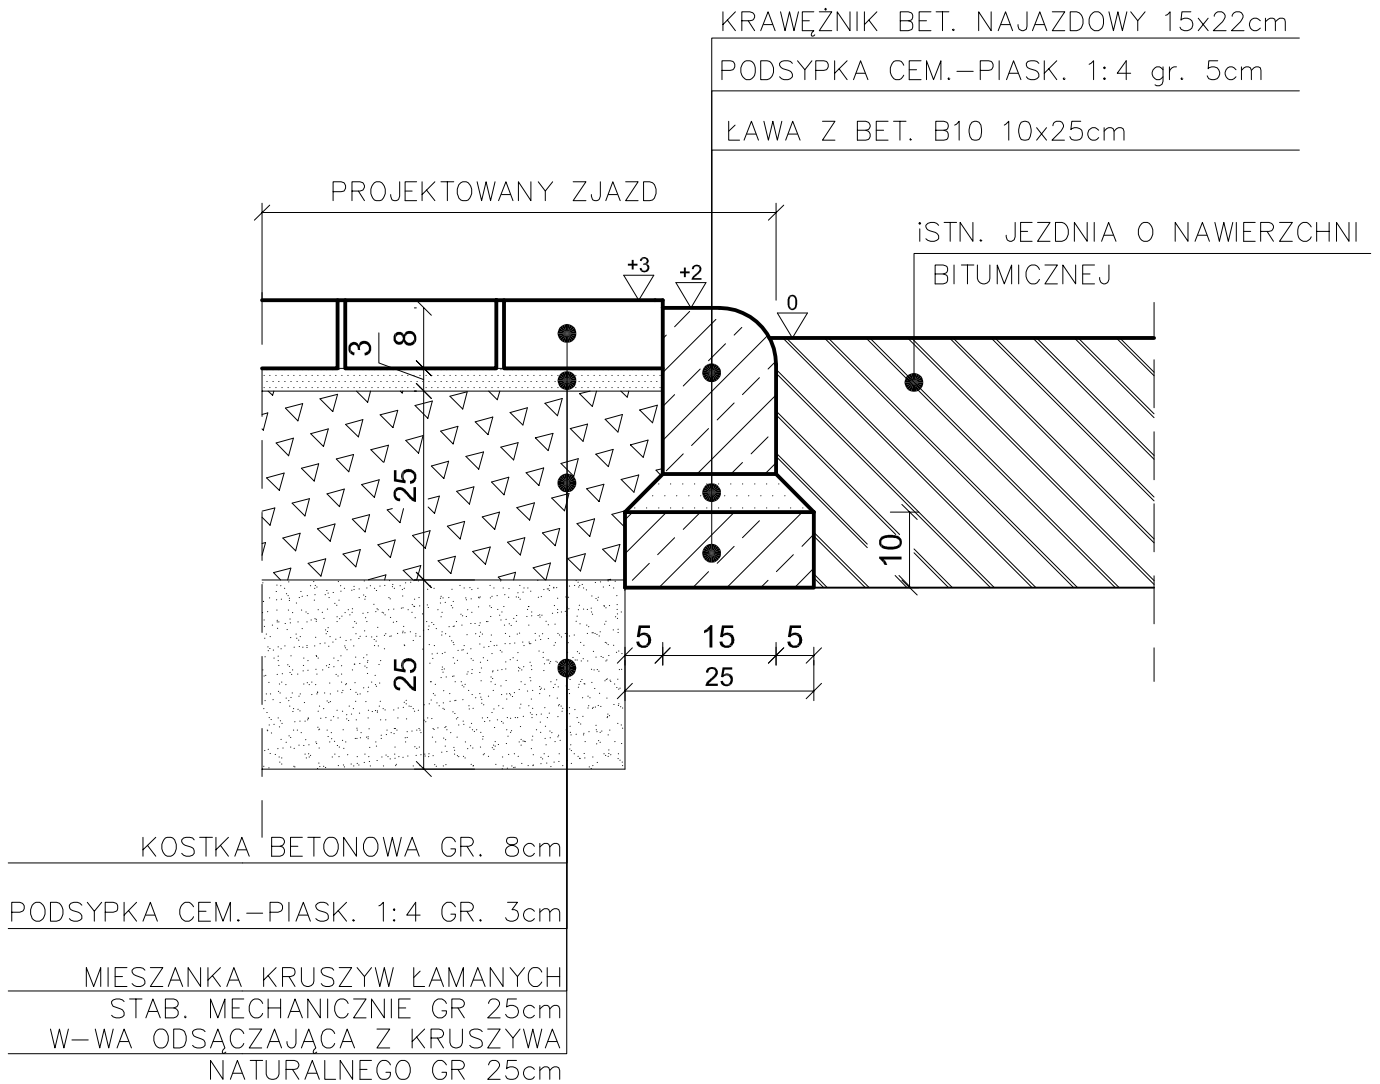 KRAWĘŻNIK BET. NAJAZDOWY 15x22cm
PODSYPKA CEM.-PIASK. 1:4 gr. 5cm
ŁAWA Z BET. B10 10x25cm
PROJEKTOWANY ZJAZD
iSTN. JEZDNIA O NAWIERZCHNI
BITUMICZNEJ
+3
+2
0
3
8
25
10
25
5 15 5
25
KOSTKA BETONOWA GR. 8cm
PODSYPKA CEM.-PIASK. 1:4 GR. 3cm
MIESZANKA KRUSZYW ŁAMANYCH
STAB. MECHANICZNIE GR 25cm
W-WA ODSĄCZAJĄCA Z KRUSZYWA
NATURALNEGO GR 25cm